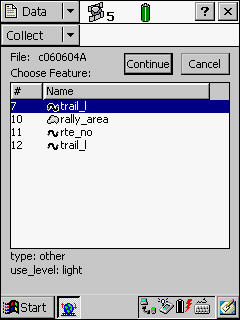 Data 5 ? ×
Collect
File: c060604A
Choose Feature:
Continue Cancel
# Name
7 trail_l
10 rally_area
11 rte_no
12 trail_l
type: other
use_level: light
Start